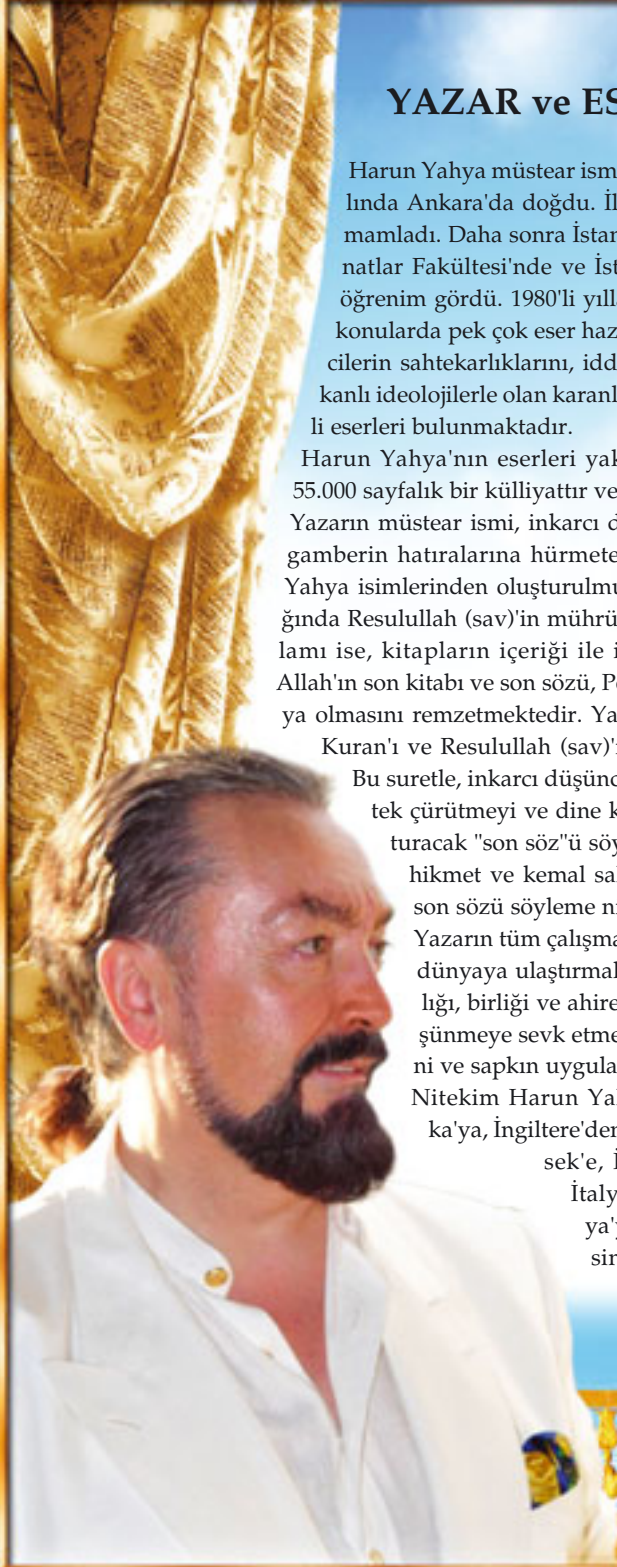 YAZAR ve ES
Harun Yahya müstear ism
lında Ankara'da doğdu. İl
mamladı. Daha sonra İstan
natlar Fakültesi'nde ve İst
öğrenim gördü. 1980'li yıll
konularda pek çok eser haz
cilerin sahtekarlıklarını, idd
kanlı ideolojilerle olan karanl
li eserleri bulunmaktadır.
Harun Yahya'nın eserleri yak
55.000 sayfalık bir külliyattır ve
Yazarın müstear ismi, inkarcı d
gamberin hatıralarına hürmete
Yahya isimlerinden oluşturulmu
ğında Resulullah (sav)'in mührü
lamı ise, kitapların içeriği ile i
Allah'ın son kitabı ve son sözü, Pe
ya olmasını remzetmektedir. Ya
Kuran'ı ve Resulullah (sav)'i
Bu suretle, inkarcı düşünc
tek çürütmeyi ve dine k
turacak "son söz"ü söy
hikmet ve kemal sa
son sözü söyleme ni
Yazarın tüm çalışma
dünyaya ulaştırmal
lığı, birliği ve ahire
şünmeye sevk etme
ni ve sapkın uygula
Nitekim Harun Yal
ka'ya, İngiltere'den
sek'e, İ
İtaly
ya'y
sin